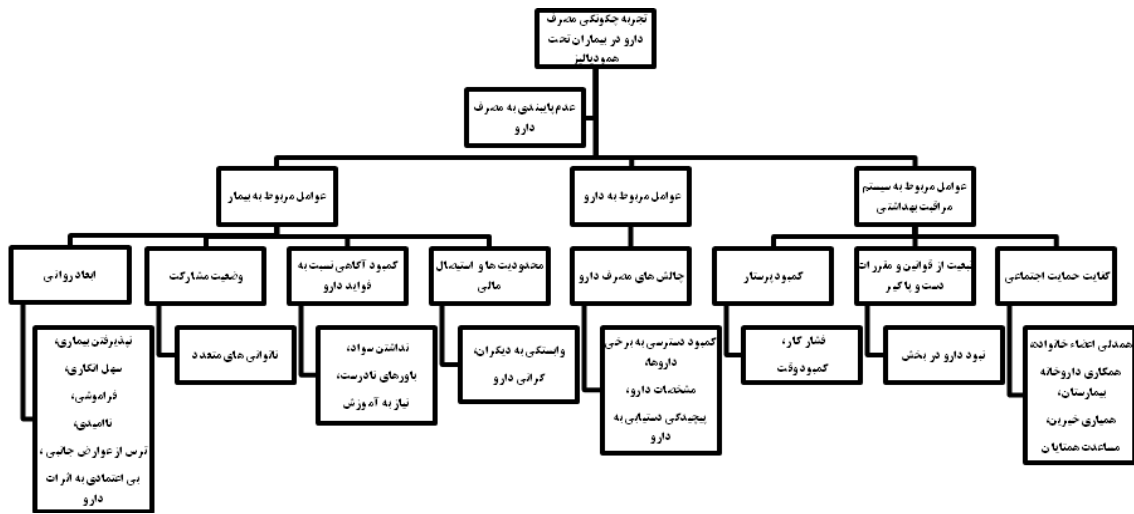 تجربه چگونگی مصرف
دارو در بیماران تحت
همودیالیز
عدم پایبندی به مصرف
دارو
عوامل مربوط به سیستم
مراقبت بهداشتی
عوامل مربوط به دارو
عوامل مربوط به بیمار
کفایت حمایت اجتماعی
تبعیت از قوانین و مقررات
دست و پاگیر
کمبود پرستار
چالش های مصرف دارو
محدودیت ها و استیصال
مالی
کمبود آگاهی نسبت به
فواید دارو
وضعیت مشارکت
ابعاد روانی
همدلی اعضاء خانواده،
همکاری داروخانه
بیمارستان،
همیاری خیرین،
مساعدت همتایان
نبود دارو در بخش
فشار کار،
کمبود وقت
کمبود دسترسی به برخی
داروها،
مشخصات دارو،
پیچیدگی دستیابی به
دارو
وابستگی به دیگران،
گرانی دارو
نداشتن سواد،
باورهای نادرست،
نیاز به آموزش
ناتوانی های متعدد
نپذیرفتن بیماری،
سهل انگاری،
فراموشی،
ناامیدی،
ترس از عوارض جانبی،
بی اعتمادی به اثرات
دارو